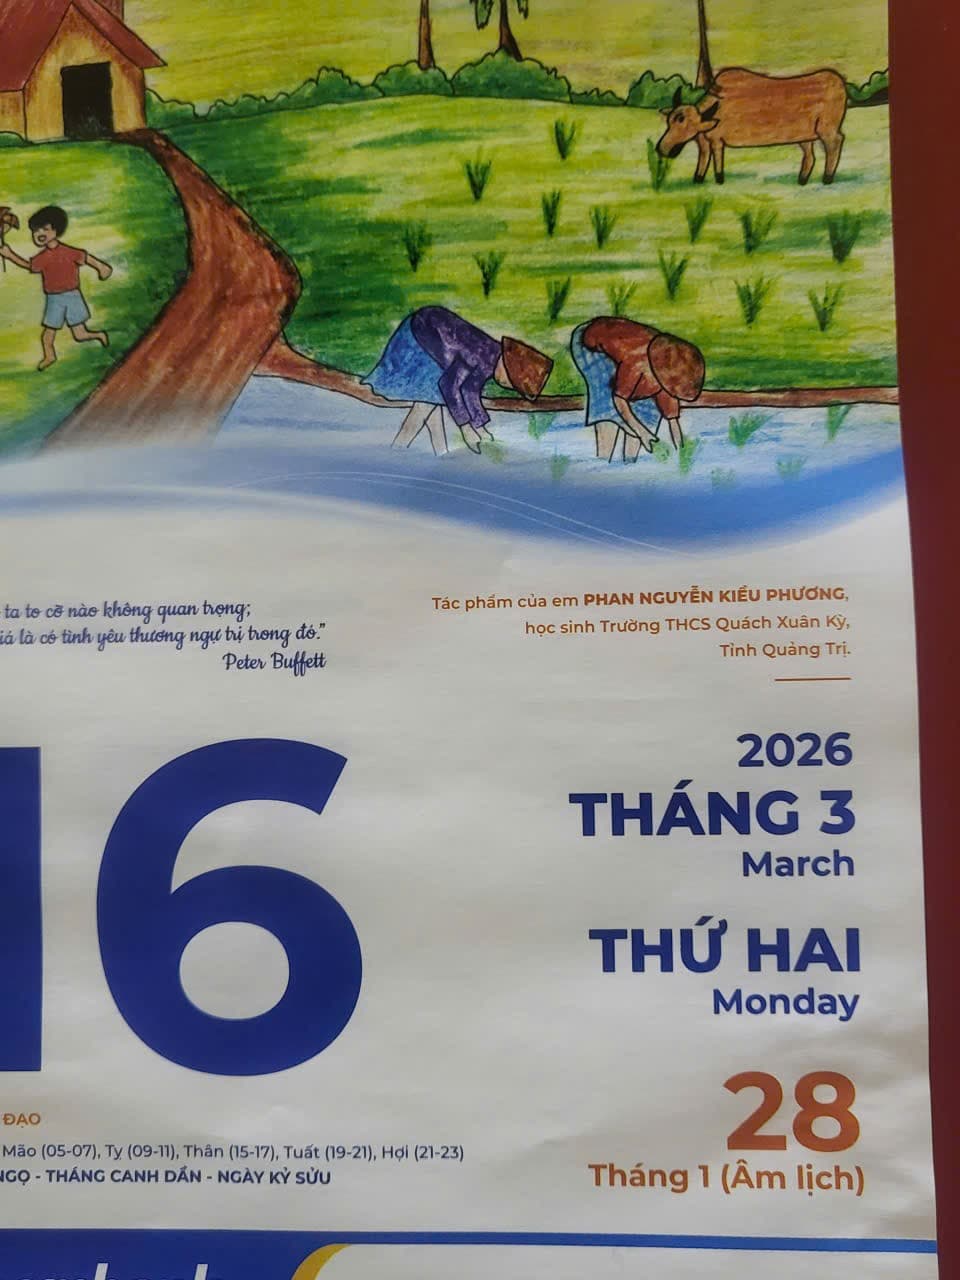 ta to cỡ nào không quan trọng;
là có tình yêu thương ngự trị trong đó.”
Peter Buffett
Tác phẩm của em PHAN NGUYỄN KIỀU PHƯƠNG,
học sinh Trường THCS Quách Xuân Kỳ,
Tỉnh Quảng Trị.
2026
THÁNG 3
March
16
THỨ HAI
Monday
28
Tháng 1 (Âm lịch)
ĐẠO
Mão (05-07), Tỵ (09-11), Thân (15-17), Tuất (19-21), Hợi (21-23)
NGỌ - THÁNG CANH DẦN - NGÀY KỶ SỬU